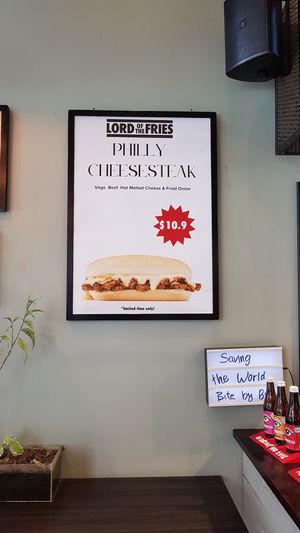 LORD OF THE FRIES
PHILLY
CHEESESTEAK
Vege Beef, Hot Melted Cheese & Fried Onion
$10.9
*limited time only!
Saving
the World
Bite by